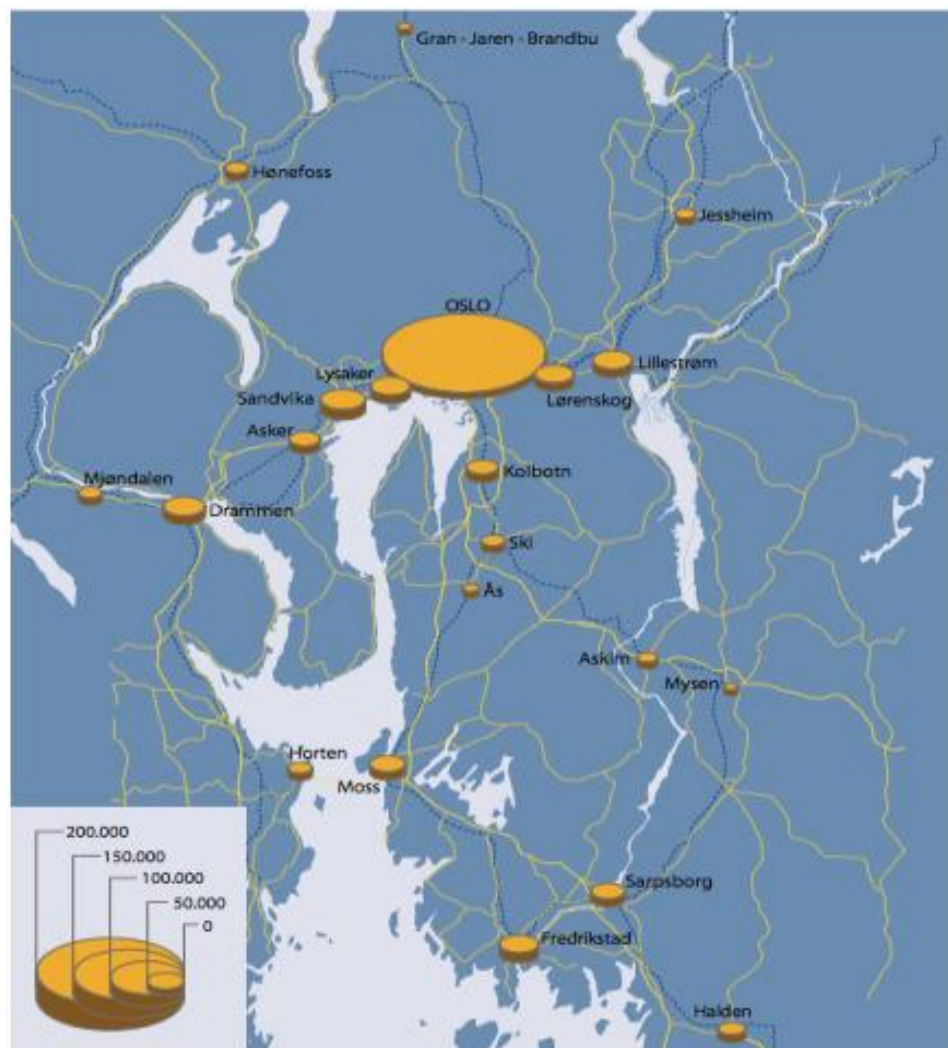 Gran - Jaren - Brandbu
Hønefoss
Jessheim
OSLO
Lysaker
Lillestrøm
Sandvika
Lørenskog
Asker
Kolbotn
Mjøndalen
Drammen
Ski
Ås
Askim
Mysen
Horten
Moss
200.000
150.000
100.000
50.000
0
Sarpsborg
Fredrikstad
Halden